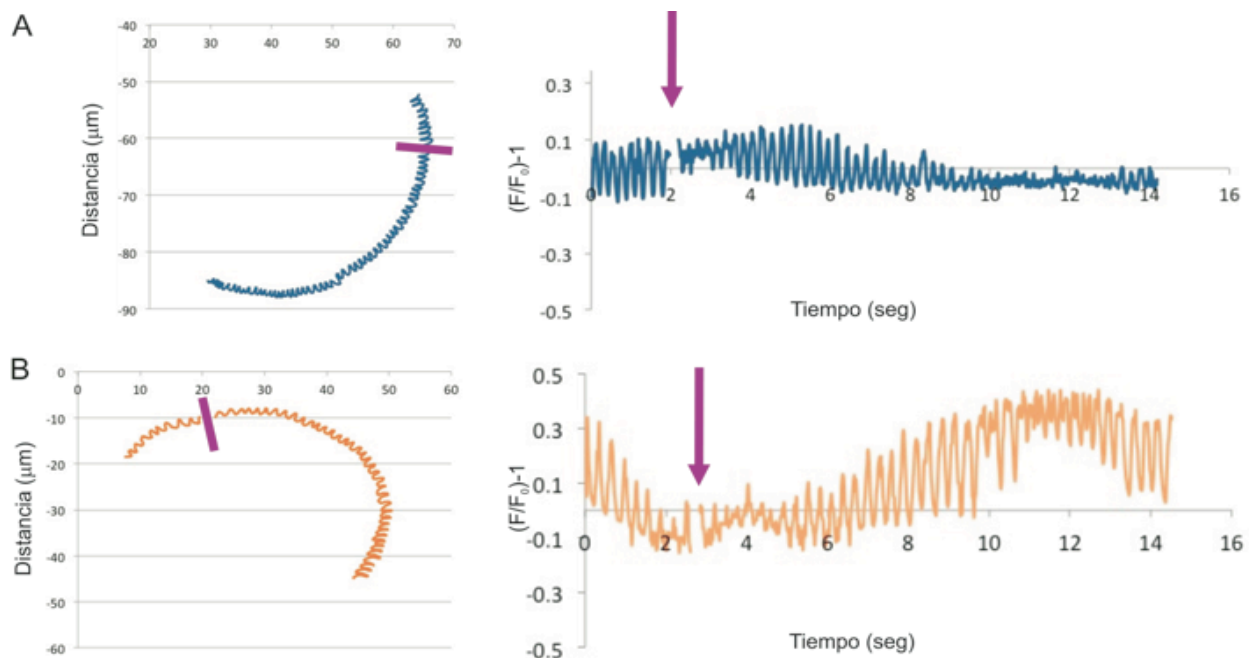 A
Distancia (μm)
-40
20 30 40 50 60 70
-50
-60
-70
-80
-90
(F/F₀)-1
0.3
0.1
-0.1
-0.3
-0.5
0 2 4 6 8 10 12 14 16
Tiempo (seg)
B
Distancia (μm)
0
0 10 20 30 40 50 60
-10
-20
-30
-40
-50
-60
(F/F₀)-1
0.5
0.3
0.1
-0.1
-0.3
-0.5
0 2 4 6 8 10 12 14 16
Tiempo (seg)